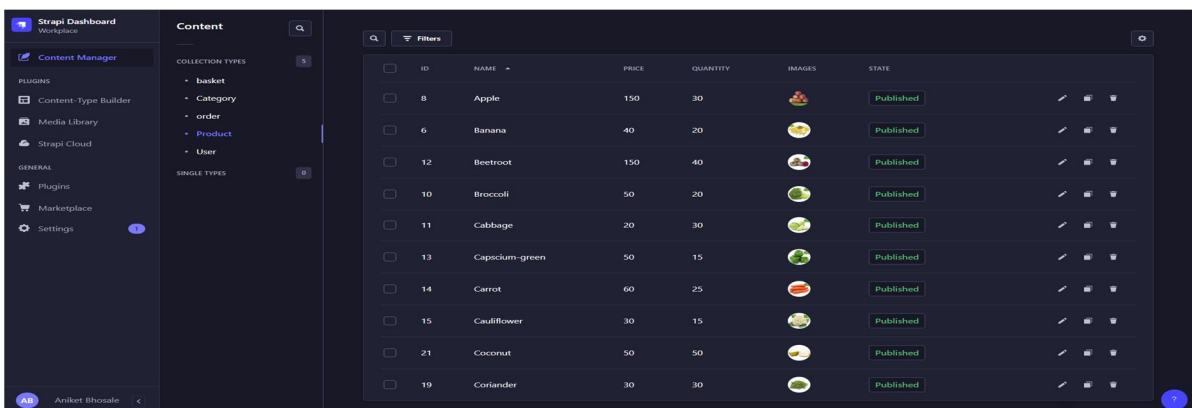 Strapi Dashboard
Workplace
Content Manager
PLUGINS
Content-Type Builder
Media Library
Strapi Cloud
GENERAL
Plugins
Marketplace
Settings 1
AB Aniket Bhosale
Content
COLLECTION TYPES 5
basket
Category
order
Product
User
SINGLE TYPES 0
Filters
ID NAME PRICE QUANTITY IMAGES STATE
8 Apple 150 30 Published
6 Banana 40 20 Published
12 Beetroot 150 40 Published
10 Broccoli 50 20 Published
11 Cabbage 20 30 Published
13 Capscium-green 50 15 Published
14 Carrot 60 25 Published
15 Cauliflower 30 15 Published
21 Coconut 50 50 Published
19 Coriander 30 30 Published
?